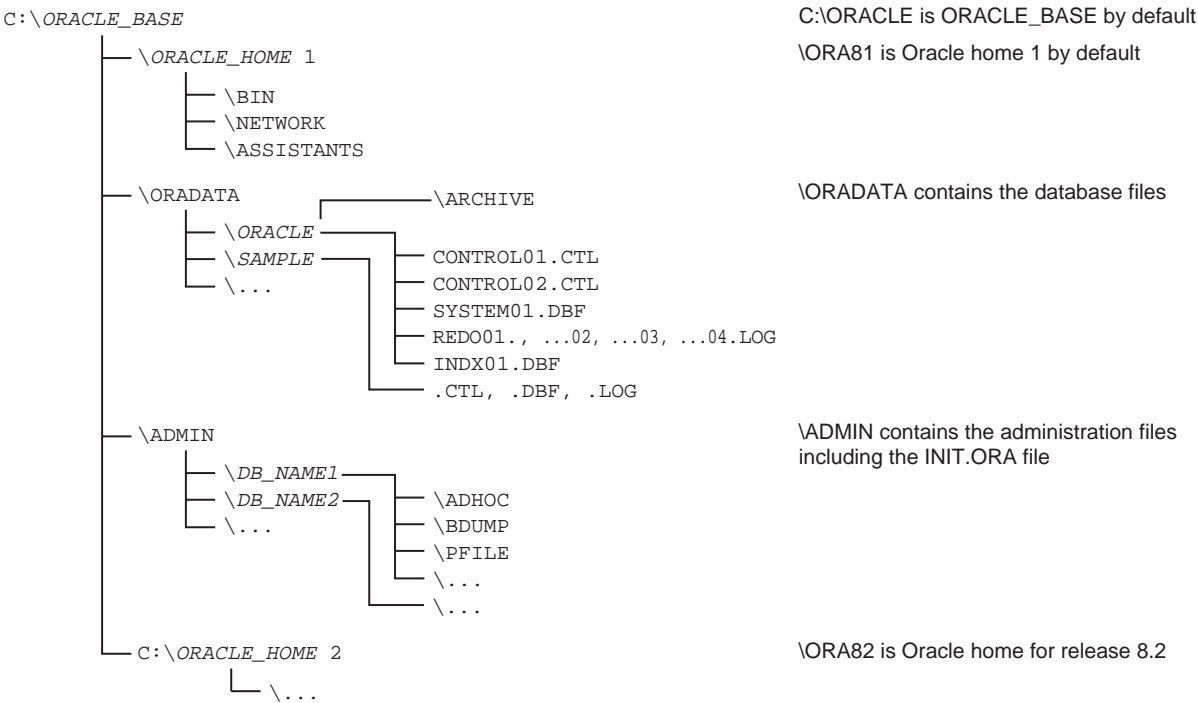 C:\ORACLE_BASE C:\ORACLE is ORACLE_BASE by default
\ORACLE_HOME 1 \ORA81 is Oracle home 1 by default
\BIN
\NETWORK
\ASSISTANTS
\ORADATA \ARCHIVE \ORADATA contains the database files
\ORACLE
\SAMPLE CONTROL01.CTL
\... CONTROL02.CTL
SYSTEM01.DBF
REDO01., ...02, ...03, ...04.LOG
INDX01.DBF
.CTL, .DBF, .LOG
\ADMIN \ADMIN contains the administration files
including the INIT.ORA file
\DB_NAME1
\DB_NAME2 \ADHOC
\... \BDUMP
\PFILE
\...
\...
C:\ORACLE_HOME 2 \ORA82 is Oracle home for release 8.2
\...